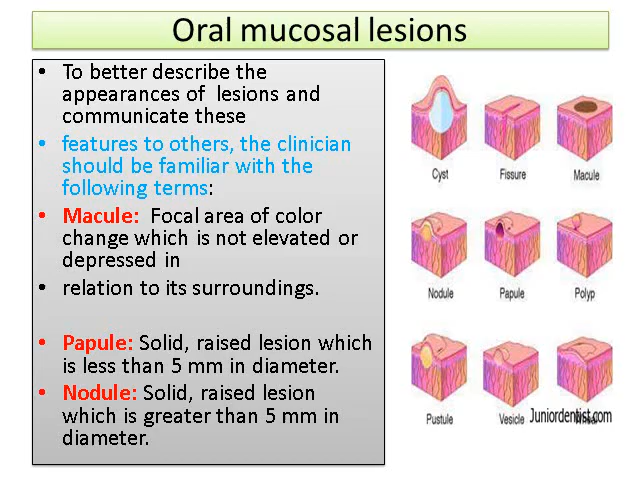 Oral mucosal lesions
• To better describe the
appearances of lesions and
communicate these
• features to others, the clinician
should be familiar with the
following terms:
• Macule: Focal area of color
change which is not elevated or
depressed in
• relation to its surroundings.
• Papule: Solid, raised lesion which
is less than 5 mm in diameter.
• Nodule: Solid, raised lesion
which is greater than 5 mm in
diameter.
Cyst
Fissure
Macule
Nodule
Papule
Polyp
Pustule
Vesicle
Juniordentist.com